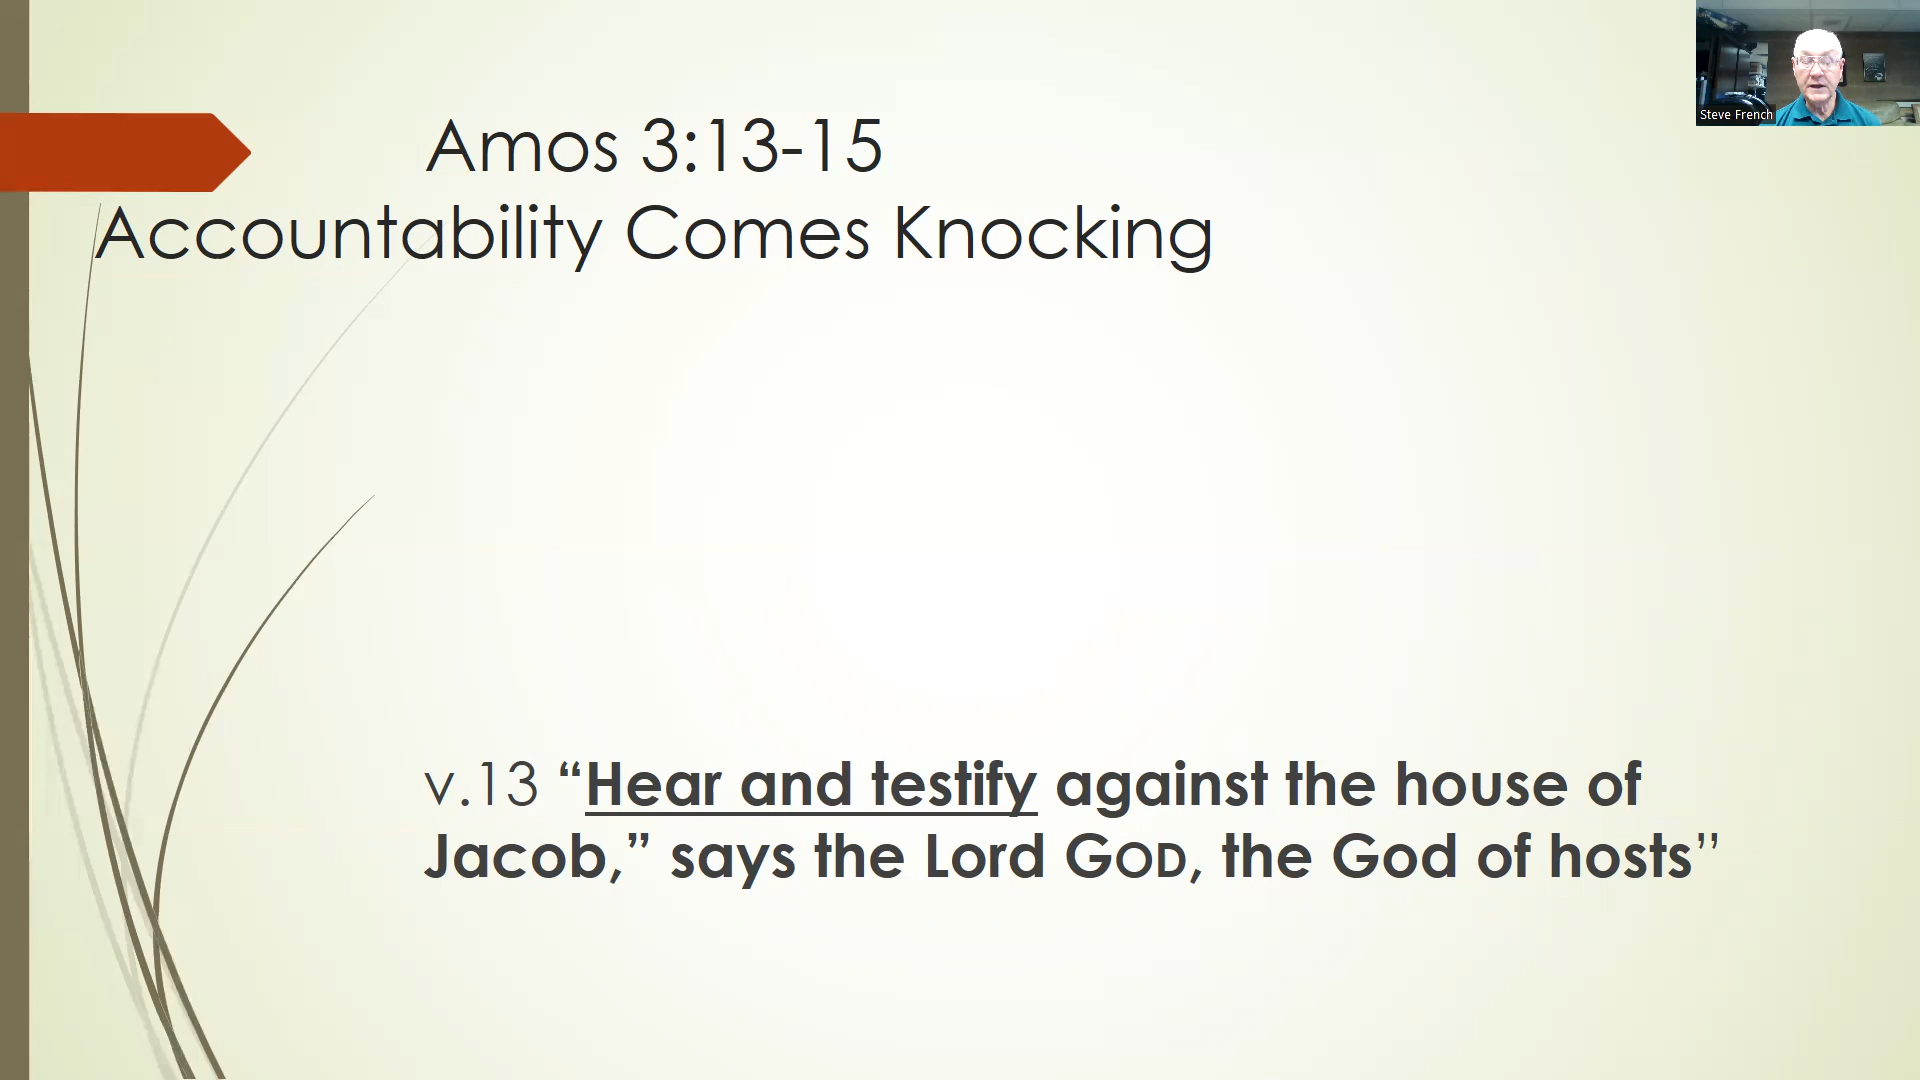 Amos 3:13-15
Accountability Comes Knocking
Steve French
v.13 “Hear and testify against the house of
Jacob,” says the Lord GOD, the God of hosts”